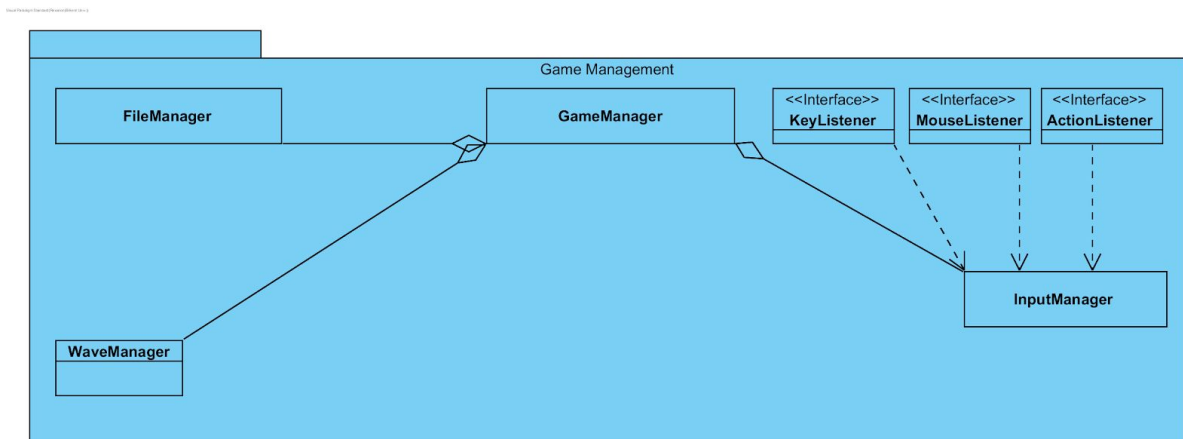 Game Management
FileManager
GameManager
<<Interface>>
KeyListener
<<Interface>>
MouseListener
<<Interface>>
ActionListener
InputManager
WaveManager